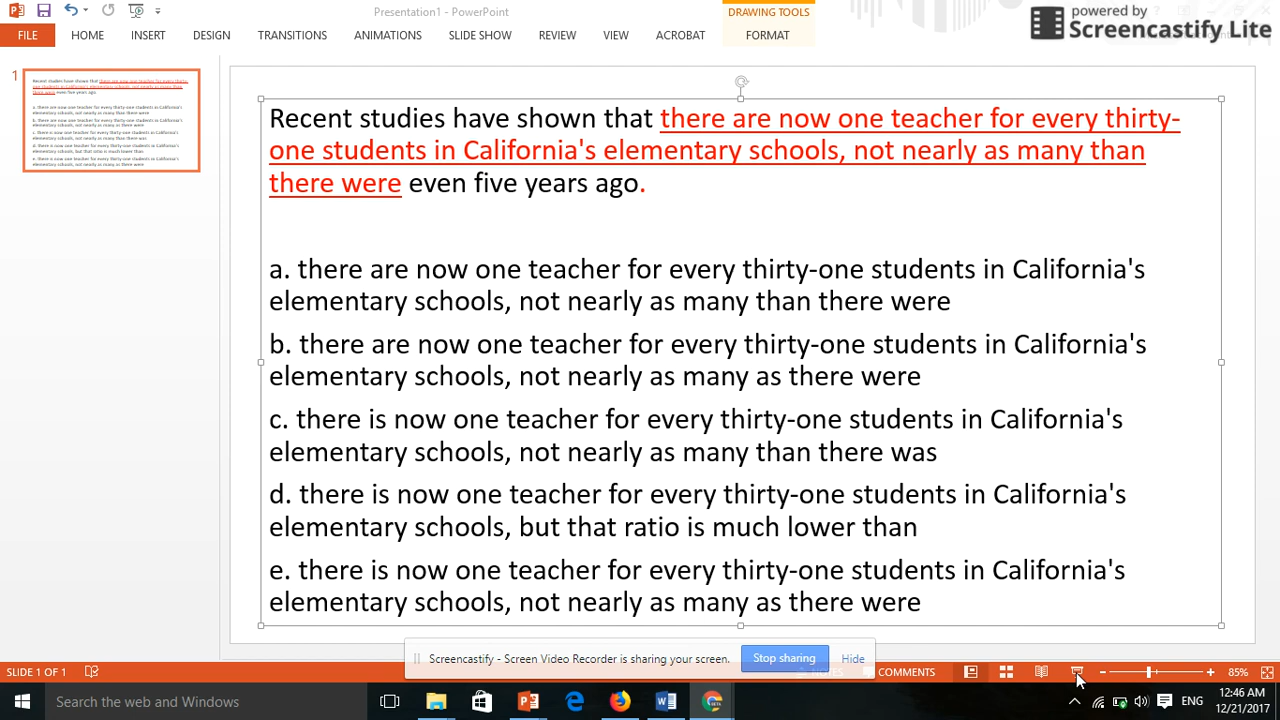 Presentation1 - PowerPoint
DRAWING TOOLS
powered by
Screencastify Lite
FILE HOME INSERT DESIGN TRANSITIONS ANIMATIONS SLIDE SHOW REVIEW VIEW ACROBAT FORMAT
1
Recent studies have shown that there are now one teacher for every thirty-
one students in California's elementary schools, not nearly as many than
there were even five years ago.
a. there are now one teacher for every thirty-one students in California's
elementary schools, not nearly as many than there were
b. there are now one teacher for every thirty-one students in California's
elementary schools, not nearly as many as there were
c. there is now one teacher for every thirty-one students in California's
elementary schools, not nearly as many than there was
d. there is now one teacher for every thirty-one students in California's
elementary schools, but that ratio is much lower than
e. there is now one teacher for every thirty-one students in California's
elementary schools, not nearly as many as there were
Screencastify - Screen Video Recorder is sharing your screen. Stop sharing Hide
SLIDE 1 OF 1 NOTES COMMENTS 85%
Search the web and Windows ENG 12:46 AM
12/21/2017